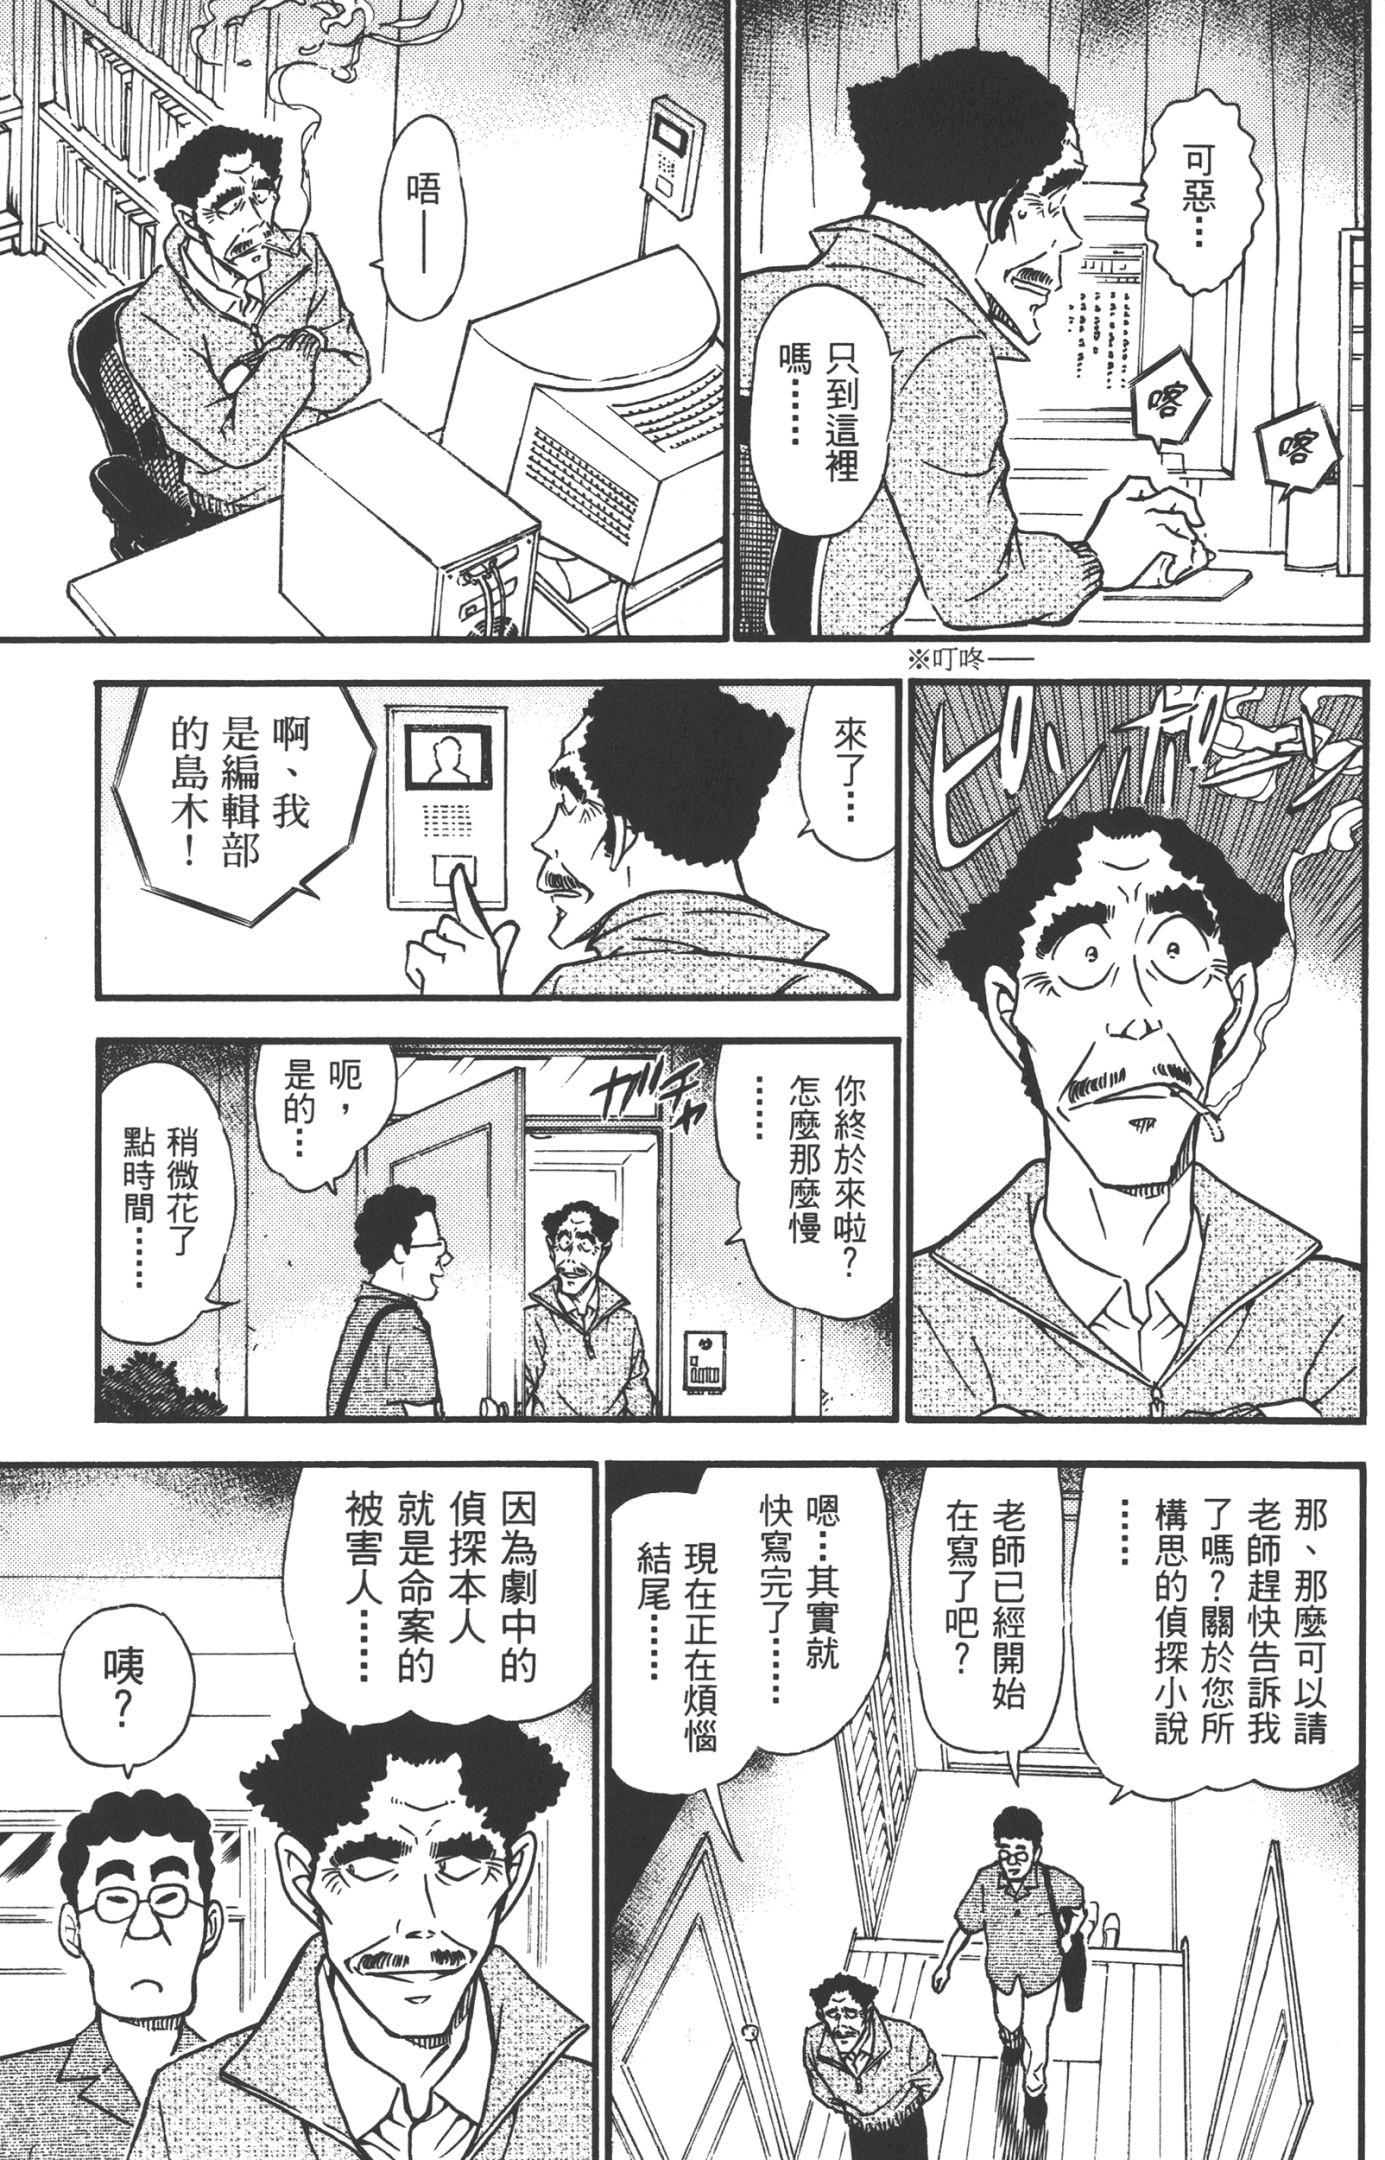 可惡…
只到這裡
嗎……
喀
喀
唔——
※叮咚——
ピンポーン
來了…
啊、我
是編輯部
的島木！
你終於來啦？
怎麼那麼慢
……
ガチャ
呃，
是的…
稍微花了
點時間……
那、那麼可以請
老師趕快告訴我
了嗎？關於您所
構思的偵探小說
……
老師已經開始
在寫了吧？
嗯…其實就
快寫完了……
現在正在煩惱
結尾……
因為劇中的
偵探本人
就是命案的
被害人……
咦？